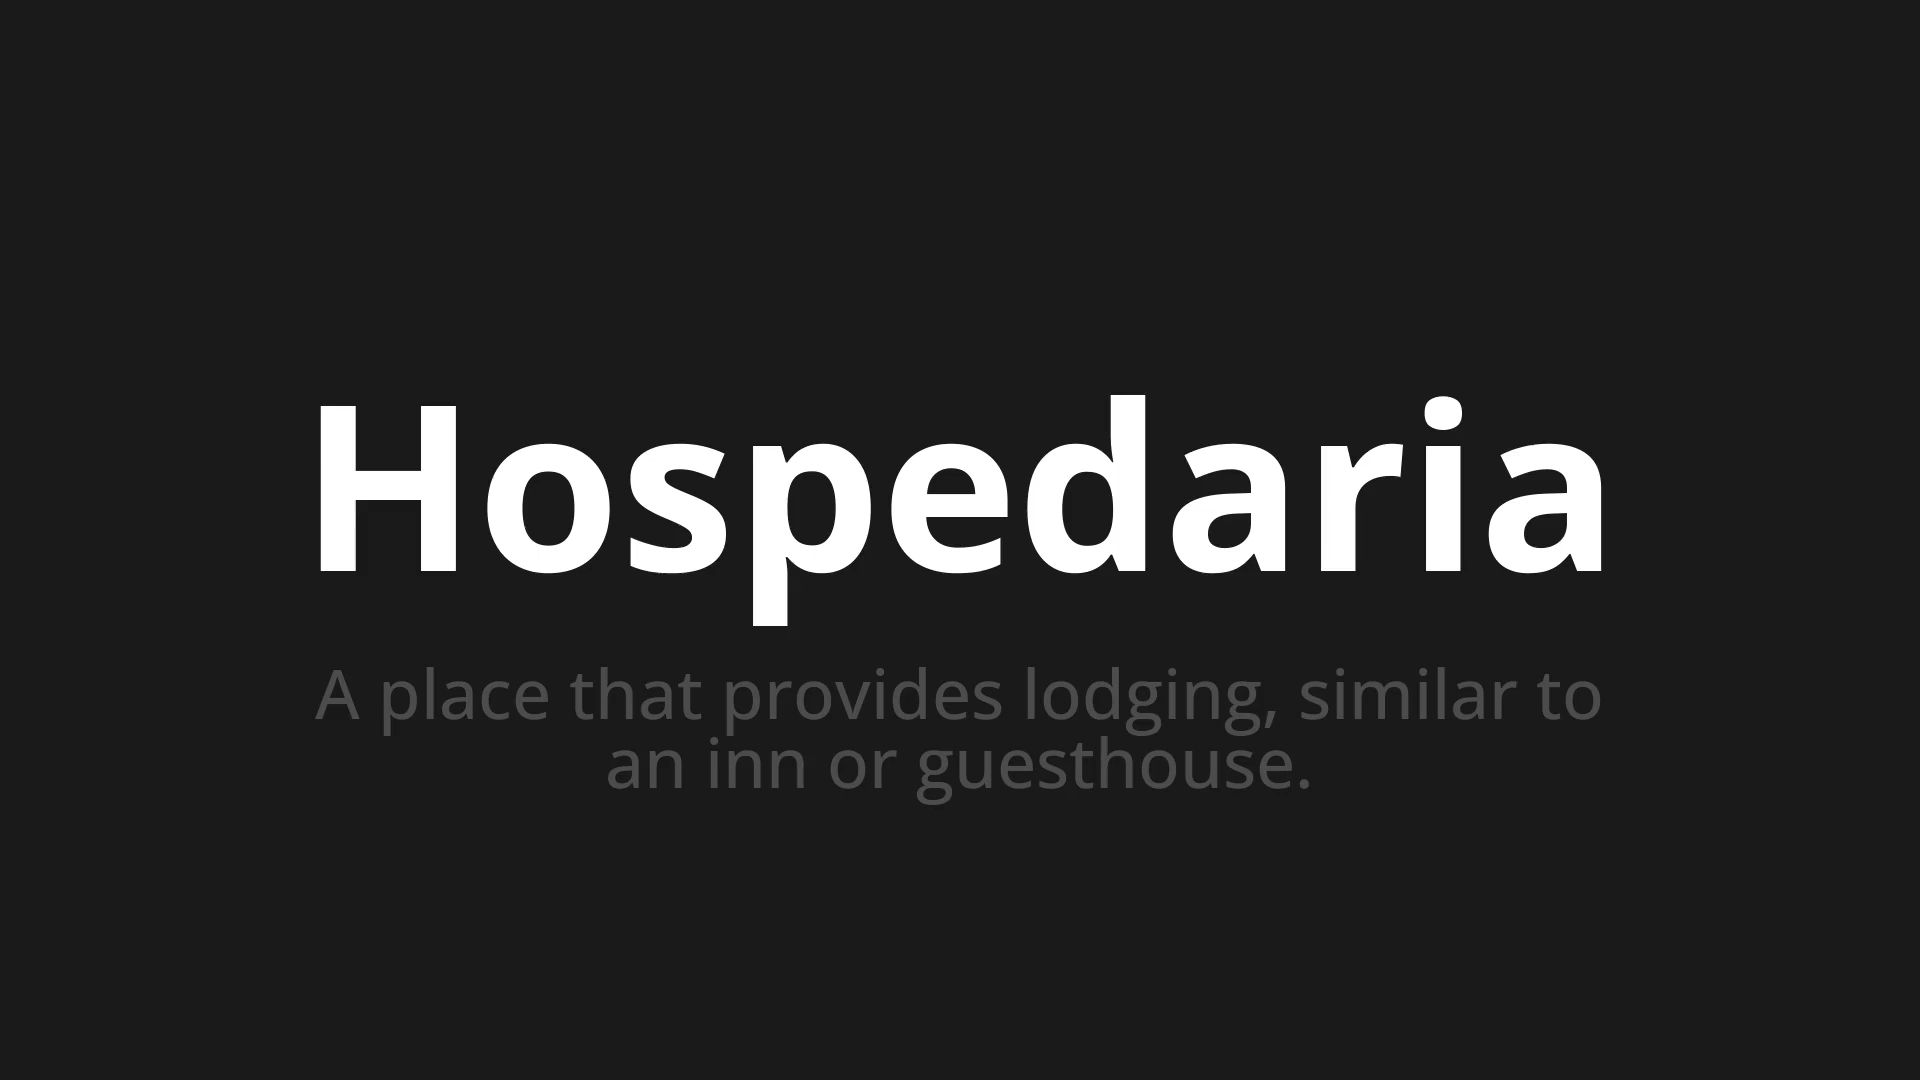 Hospedaria
A place that provides lodging, similar to
an inn or guesthouse.